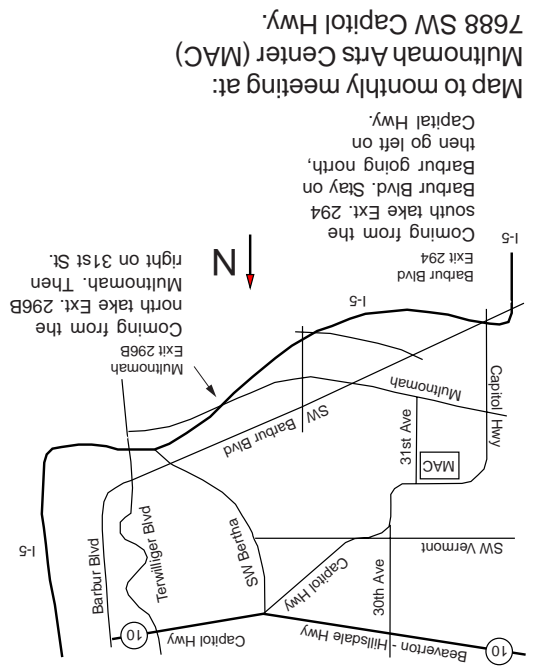 10
Beaverton - Hillsdale Hwy
Capitol Hwy
10
Capitol Hwy
30th Ave
SW Vermont
SW Bertha
Terwilliger Blvd
Barbur Blvd
I-5
MAC
31st Ave
Capitol Hwy
Multnomah
SW
Barbur Blvd
Multnomah
Exit 296B
Coming from the
north take Ext. 296B
Multnomah. Then
right on 31st St.
N
I-5
I-5
Barbur Blvd
Exit 294
Coming from the
south take Ext. 294
Barbur Blvd. Stay on
Barbur going north,
then go left on
Capital Hwy.
Map to monthly meeting at:
Multnomah Arts Center (MAC)
7688 SW Capitol Hwy.